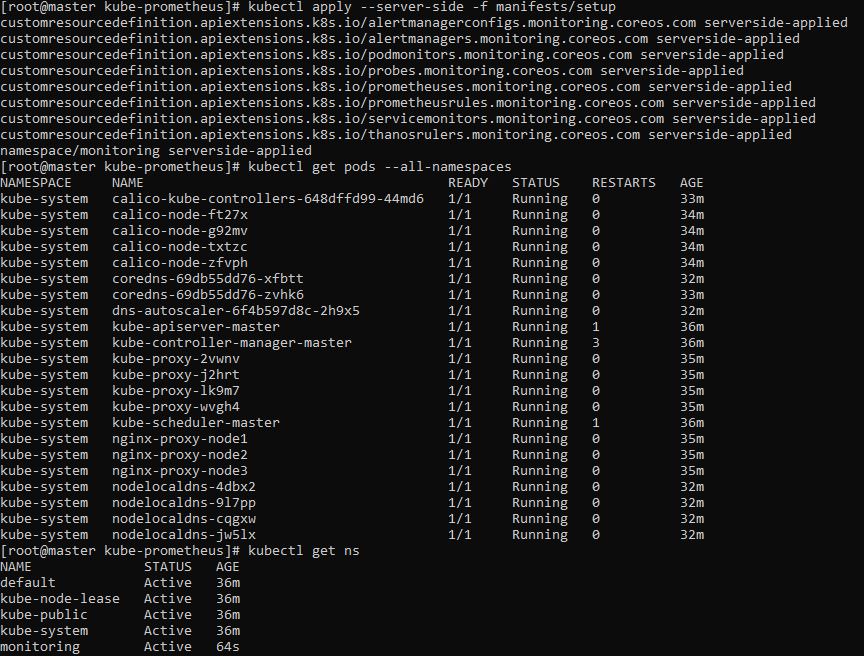 [root@master kube-prometheus]# kubectl apply --server-side -f manifests/setup
customresourcedefinition.apiextensions.k8s.io/alertmanagerconfigs.monitoring.coreos.com serverside-applied
customresourcedefinition.apiextensions.k8s.io/alertmanagers.monitoring.coreos.com serverside-applied
customresourcedefinition.apiextensions.k8s.io/podmonitors.monitoring.coreos.com serverside-applied
customresourcedefinition.apiextensions.k8s.io/probes.monitoring.coreos.com serverside-applied
customresourcedefinition.apiextensions.k8s.io/prometheuses.monitoring.coreos.com serverside-applied
customresourcedefinition.apiextensions.k8s.io/prometheusrules.monitoring.coreos.com serverside-applied
customresourcedefinition.apiextensions.k8s.io/servicemonitors.monitoring.coreos.com serverside-applied
customresourcedefinition.apiextensions.k8s.io/thanosrulers.monitoring.coreos.com serverside-applied
namespace/monitoring serverside-applied
[root@master kube-prometheus]# kubectl get pods --all-namespaces
NAMESPACE     NAME                                       READY   STATUS    RESTARTS   AGE
kube-system   calico-kube-controllers-648dffd99-44md6    1/1     Running   0          33m
kube-system   calico-node-ft27x                          1/1     Running   0          34m
kube-system   calico-node-g92mv                          1/1     Running   0          34m
kube-system   calico-node-txtzc                          1/1     Running   0          34m
kube-system   calico-node-zfvph                          1/1     Running   0          34m
kube-system   coredns-69db55dd76-xfbtt                   1/1     Running   0          32m
kube-system   coredns-69db55dd76-zvhk6                   1/1     Running   0          33m
kube-system   dns-autoscaler-6f4b597d8c-2h9x5            1/1     Running   0          32m
kube-system   kube-apiserver-master                      1/1     Running   1          36m
kube-system   kube-controller-manager-master             1/1     Running   3          36m
kube-system   kube-proxy-2vwnv                           1/1     Running   0          35m
kube-system   kube-proxy-j2hrt                           1/1     Running   0          35m
kube-system   kube-proxy-lk9m7                           1/1     Running   0          35m
kube-system   kube-proxy-wvgh4                           1/1     Running   0          35m
kube-system   kube-scheduler-master                      1/1     Running   1          36m
kube-system   nginx-proxy-node1                          1/1     Running   0          35m
kube-system   nginx-proxy-node2                          1/1     Running   0          35m
kube-system   nginx-proxy-node3                          1/1     Running   0          35m
kube-system   nodelocaldns-4dbx2                         1/1     Running   0          32m
kube-system   nodelocaldns-9l7pp                         1/1     Running   0          32m
kube-system   nodelocaldns-cqgxw                         1/1     Running   0          32m
kube-system   nodelocaldns-jw5lx                         1/1     Running   0          32m
[root@master kube-prometheus]# kubectl get ns
NAME              STATUS   AGE
default           Active   36m
kube-node-lease   Active   36m
kube-public       Active   36m
kube-system       Active   36m
monitoring        Active   64s